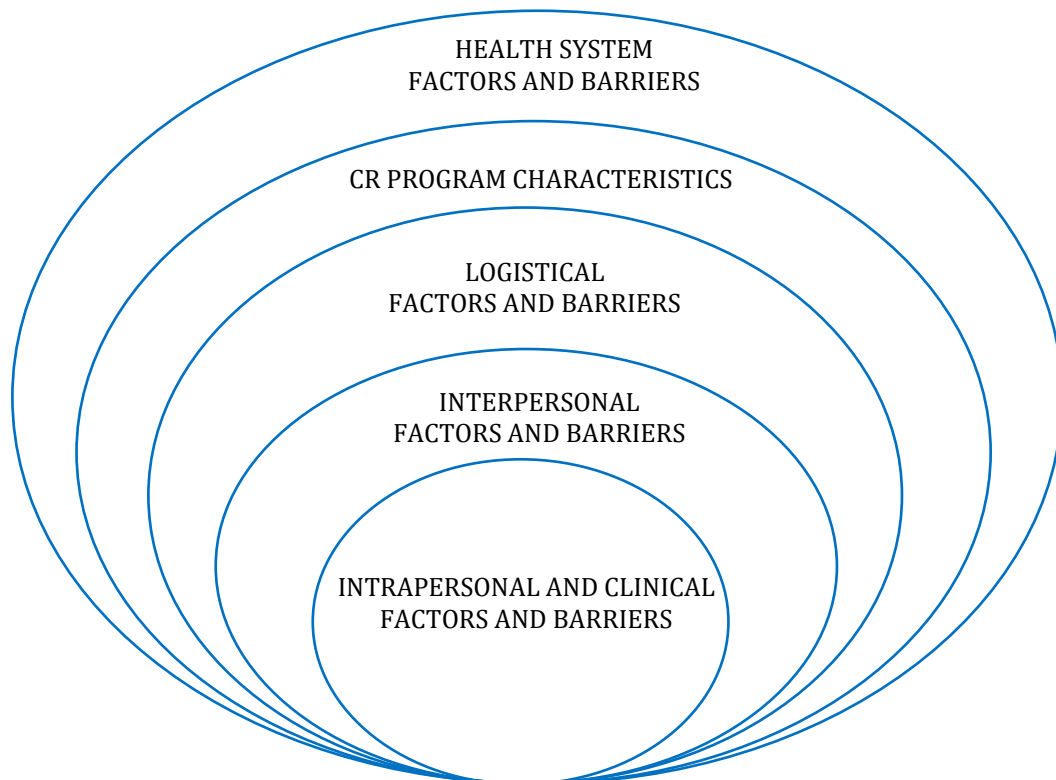 HEALTH SYSTEM
FACTORS AND BARRIERS
CR PROGRAM CHARACTERISTICS
LOGISTICAL
FACTORS AND BARRIERS
INTERPERSONAL
FACTORS AND BARRIERS
INTRAPERSONAL AND CLINICAL
FACTORS AND BARRIERS